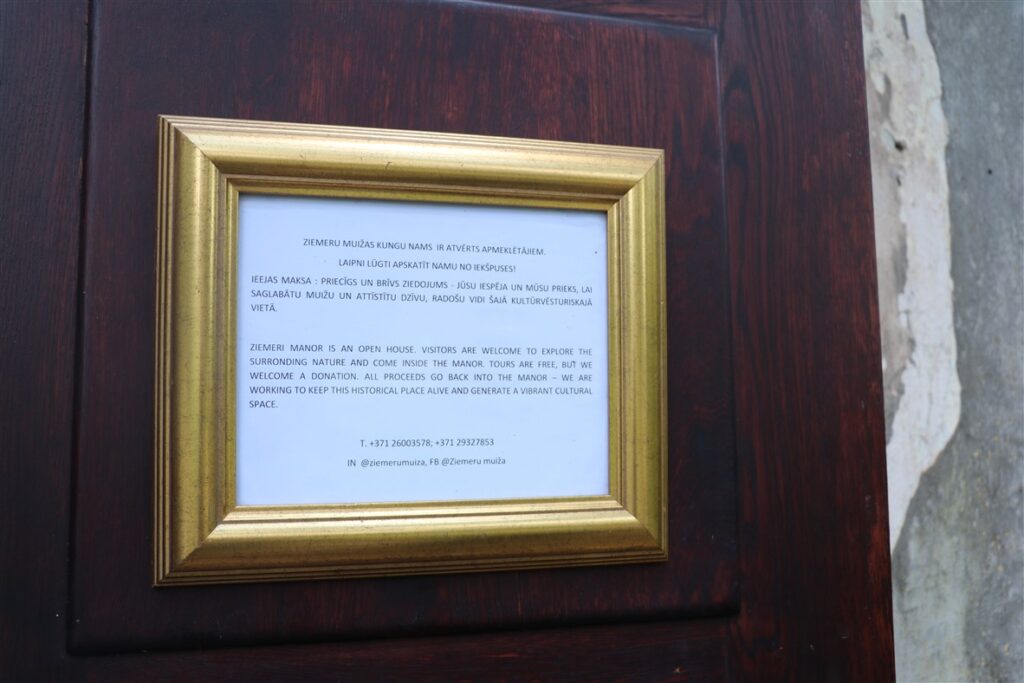 ZIEMERU MUIŽAS KUNGU NAMS IR ATVĒRTS APMEKLĒTĀJIEM.
LAIPNI LŪGTI APSKATĪT NAMU NO IEKŠPUSES!
IEEJAS MAKSA : PRIECĪGS UN BRĪVS ZIEDOJUMS - JŪSU IESPĒJA UN MŪSU PRIEKS, LAI
SAGLABĀTU MUIŽU UN ATTĪSTĪTU DZĪVU, RADOŠU VIDI ŠAJĀ KULTŪRVĒSTURISKAJĀ
VIETĀ.
ZIEMERI MANOR IS AN OPEN HOUSE. VISITORS ARE WELCOME TO EXPLORE THE
SURRONDING NATURE AND COME INSIDE THE MANOR. TOURS ARE FREE, BUT WE
WELCOME A DONATION. ALL PROCEEDS GO BACK INTO THE MANOR – WE ARE
WORKING TO KEEP THIS HISTORICAL PLACE ALIVE AND GENERATE A VIBRANT CULTURAL
SPACE.
T. +371 26003578; +371 29327853
IN @ziemerumuiza, FB @Ziemeru muiža